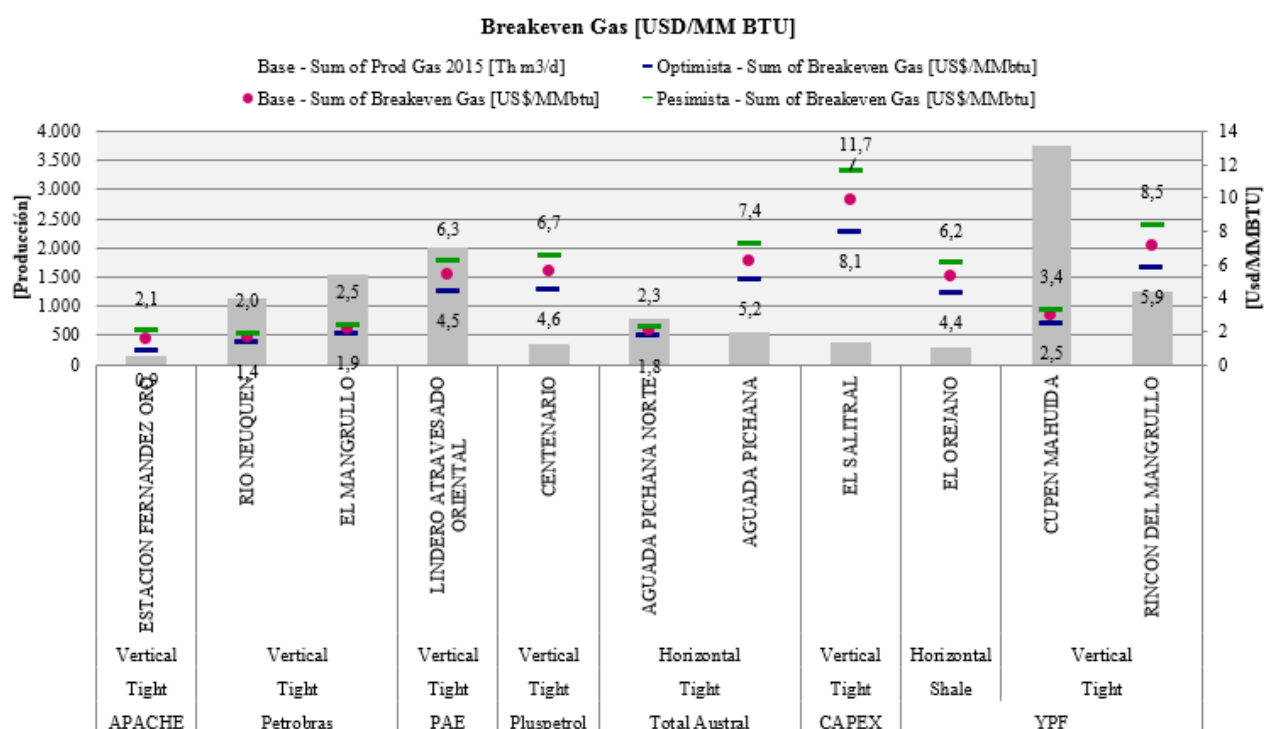 Breakeven Gas [USD/MM BTU]
Base - Sum of Prod Gas 2015 [Th m3/d]
Optimista - Sum of Breakeven Gas [US$/MMbtu]
Base - Sum of Breakeven Gas [US$/MMbtu]
Pesimista - Sum of Breakeven Gas [US$/MMbtu]
[Producción]
4.000
3.500
3.000
2.500
2.000
1.500
1.000
500
0
14
12
10
8
6
4
2
0
[Usd/MMBTU]
2,1
0,9
2,0
1,4
2,5
1,9
6,3
4,5
6,7
4,6
2,3
1,8
7,4
5,2
11,7
8,1
6,2
4,4
3,4
2,5
8,5
5,9
ESTACION FERNANDEZ ORO
RIO NEUQUEN
EL MANGRULLO
LINDERO ATRAVESADO
ORIENTAL
CENTENARIO
AGUADA PICHANA NORTE
AGUADA PICHANA
EL SALITRAL
EL OREJANO
CUPEN MAHUIDA
RINCON DEL MANGRULLO
Vertical Vertical Vertical Vertical Horizontal Vertical Horizontal Vertical
Tight Tight Tight Tight Tight Tight Shale Tight
APACHE Petrobras PAE Pluspetrol Total Austral CAPEX YPF